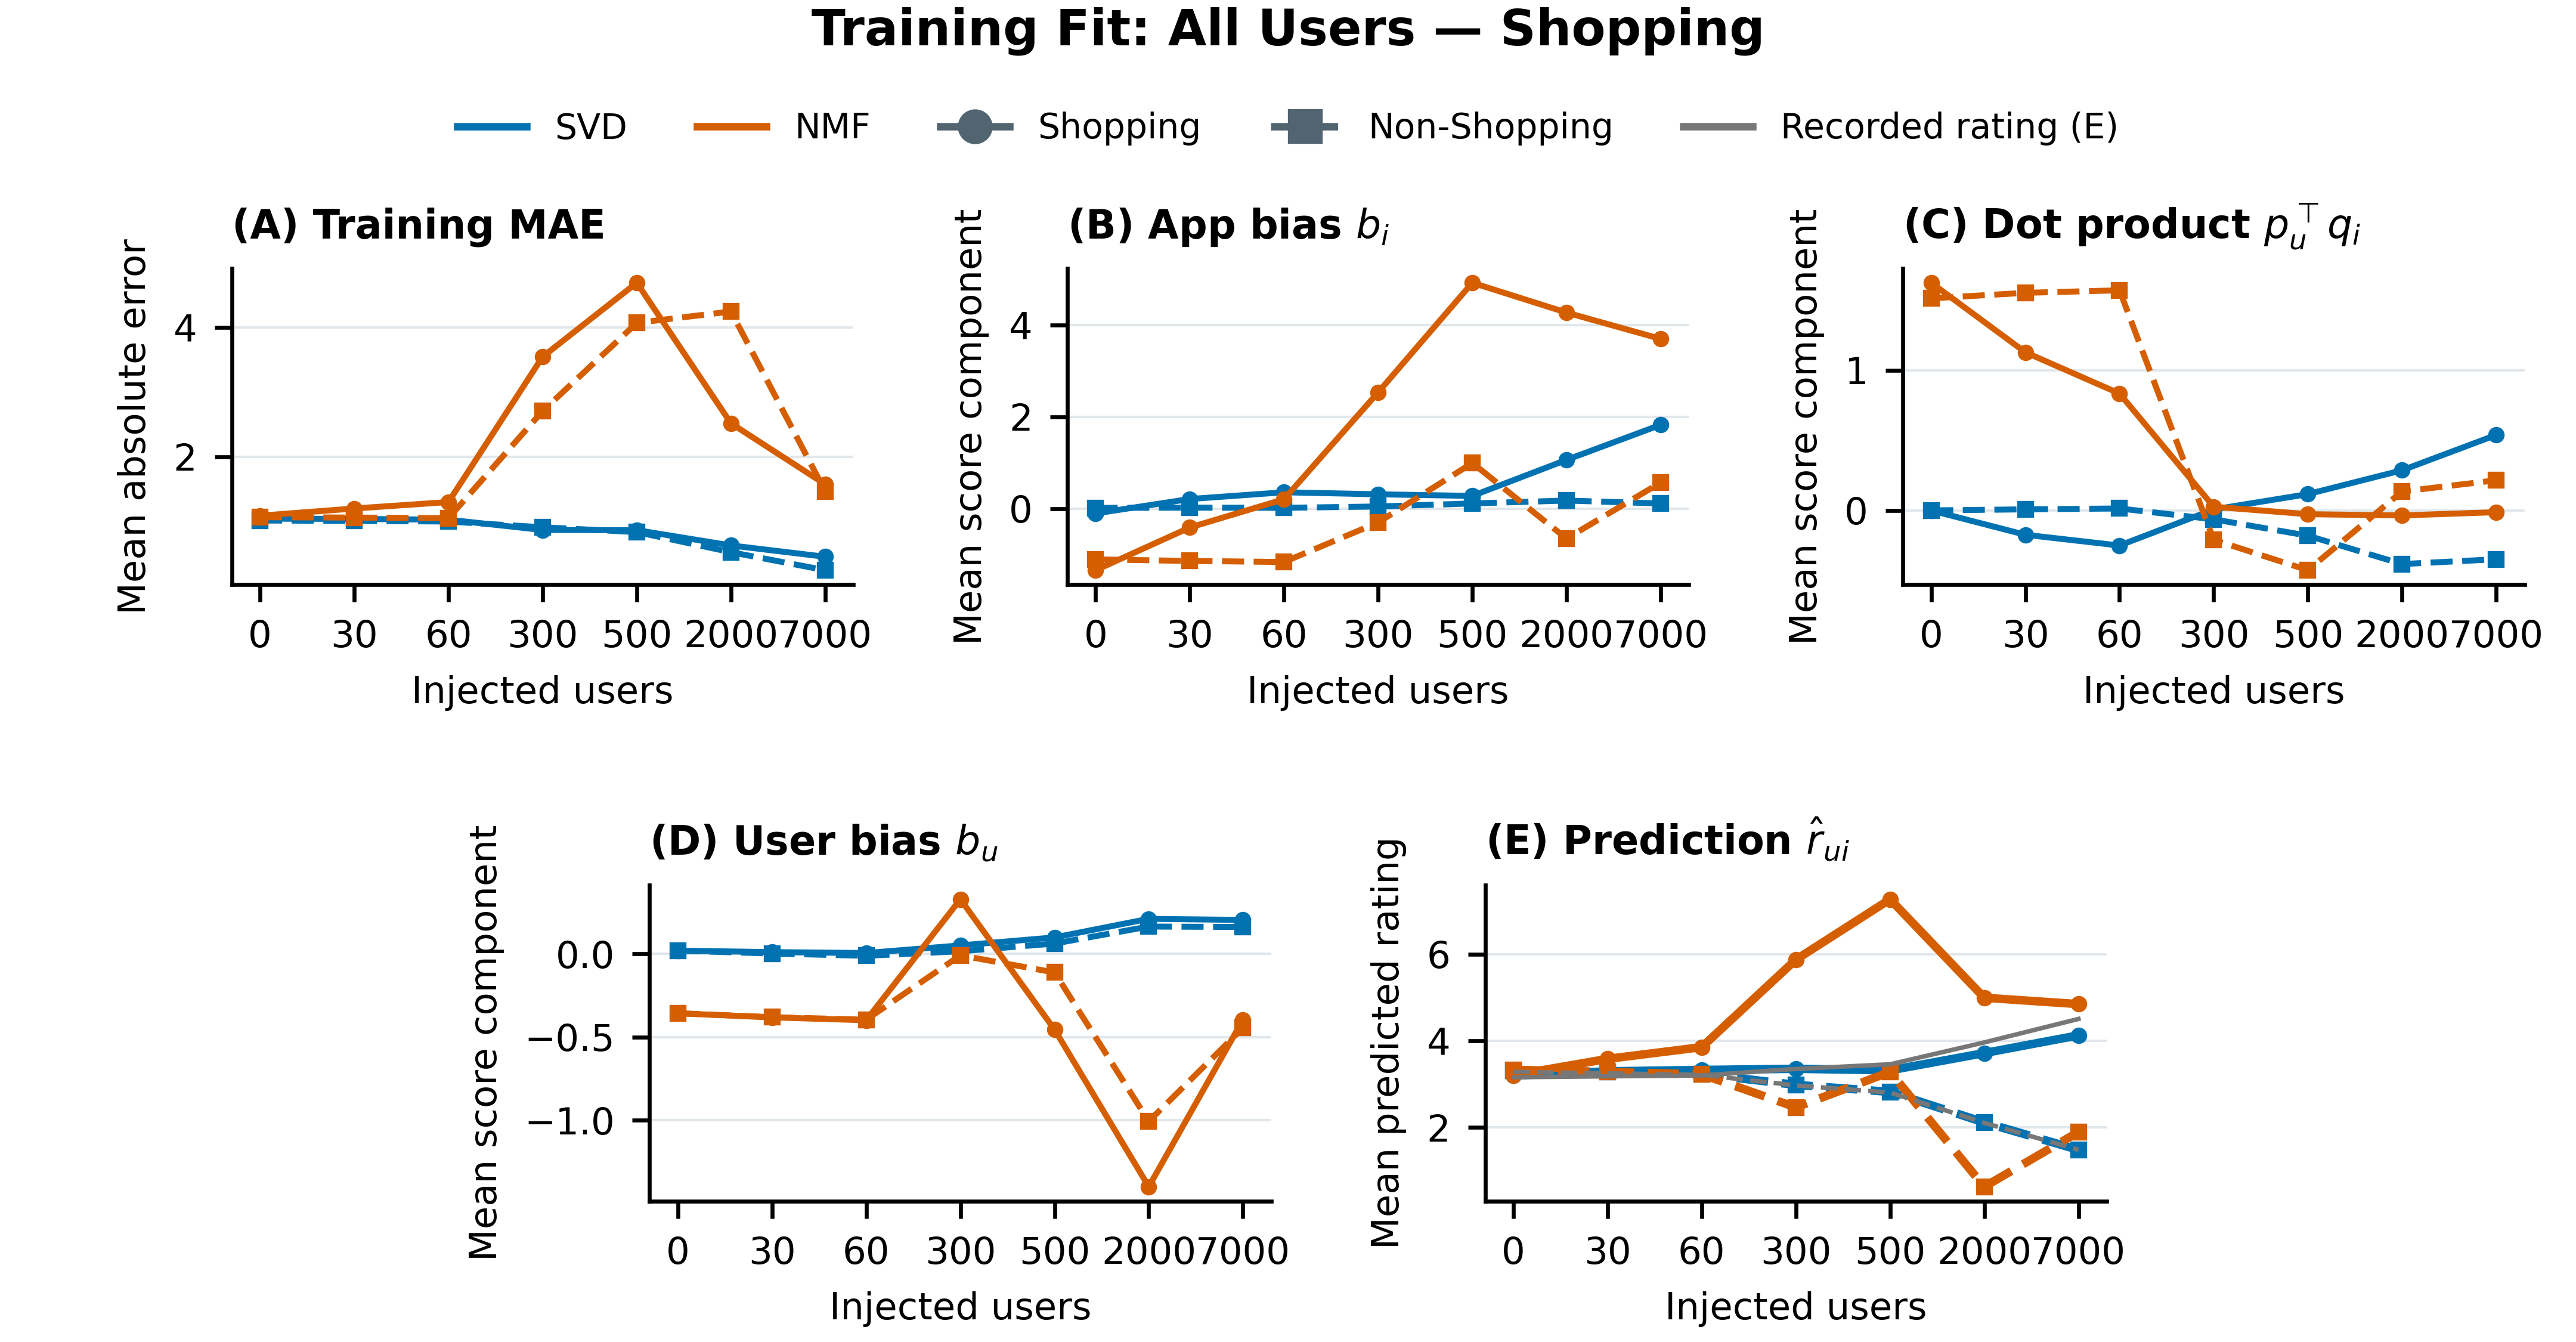 Training Fit: All Users — Shopping
SVD NMF Shopping Non-Shopping Recorded rating (E)
(A) Training MAE
Mean absolute error
4
2
0 30 60 300 500 2000 7000
Injected users
(B) App bias b_i
Mean score component
4
2
0
0 30 60 300 500 2000 7000
Injected users
(C) Dot product p_u^⊤ q_i
Mean score component
1
0
0 30 60 300 500 2000 7000
Injected users
(D) User bias b_u
Mean score component
0.0
−0.5
−1.0
0 30 60 300 500 2000 7000
Injected users
(E) Prediction r̂_ui
Mean predicted rating
6
4
2
0 30 60 300 500 2000 7000
Injected users